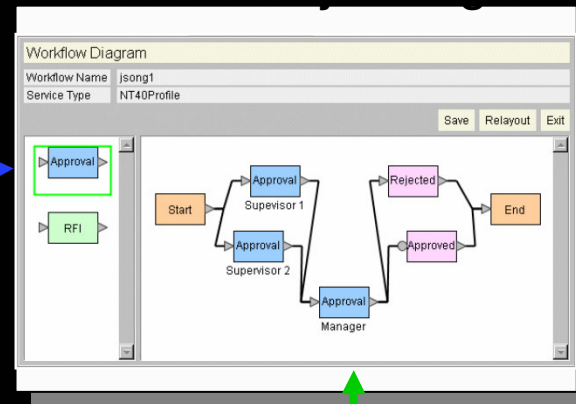 Workflow Diagram
Workflow Name jsong1
Service Type NT40Profile
Save Relayout Exit
Approval
RFI
Start
Approval
Supevisor 1
Approval
Supervisor 2
Approval
Manager
Rejected
Approved
End